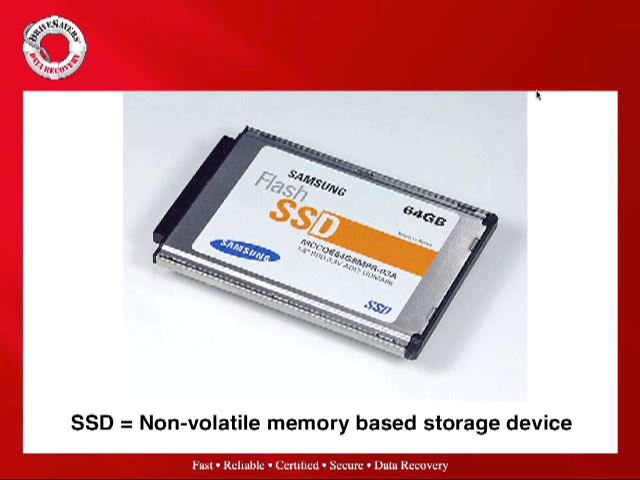 DRIVESAVERS
DATA RECOVERY
SAMSUNG
Flash
SSD
64GB
SAMSUNG
SSD
SSD = Non-volatile memory based storage device
Fast • Reliable • Certified • Secure • Data Recovery